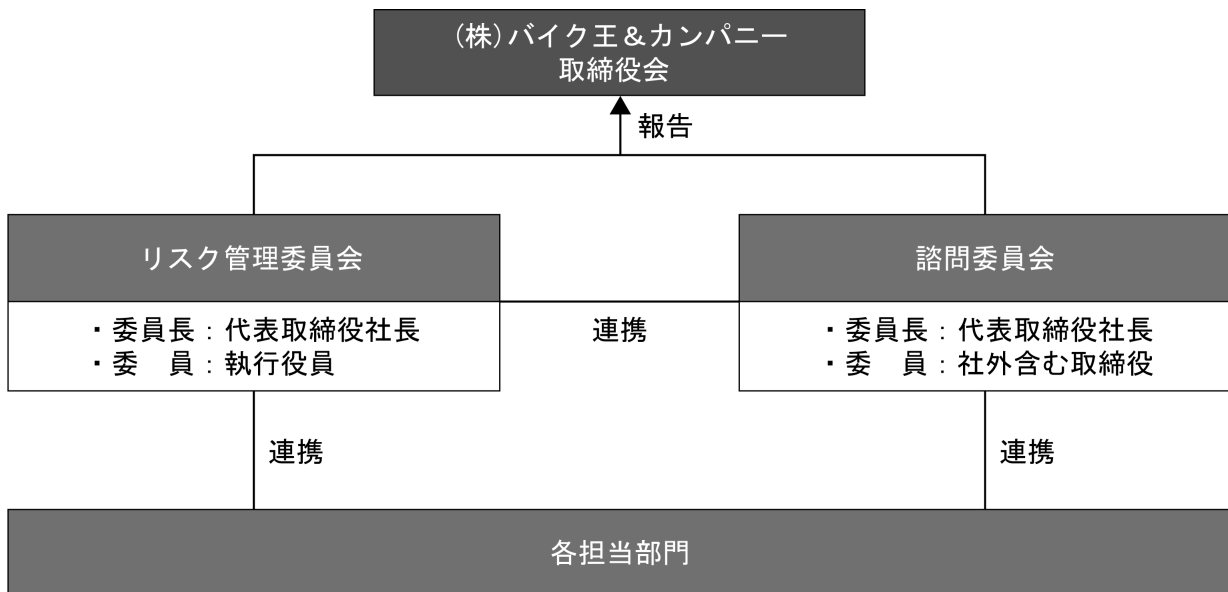 (株)バイク王＆カンパニー
取締役会
報告
リスク管理委員会
諮問委員会
・委員長：代表取締役社長
・委　員：執行役員
連携
・委員長：代表取締役社長
・委　員：社外含む取締役
連携
連携
各担当部門